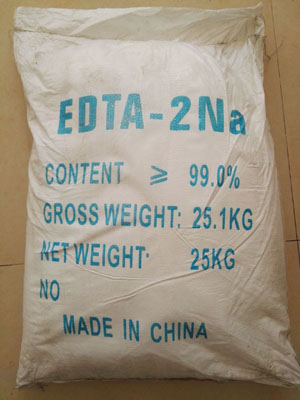 EDTA-2Na
CONTENT ≥ 99.0%
GROSS WEIGHT: 25.1KG
NET WEIGHT: 25KG
NO
MADE IN CHINA